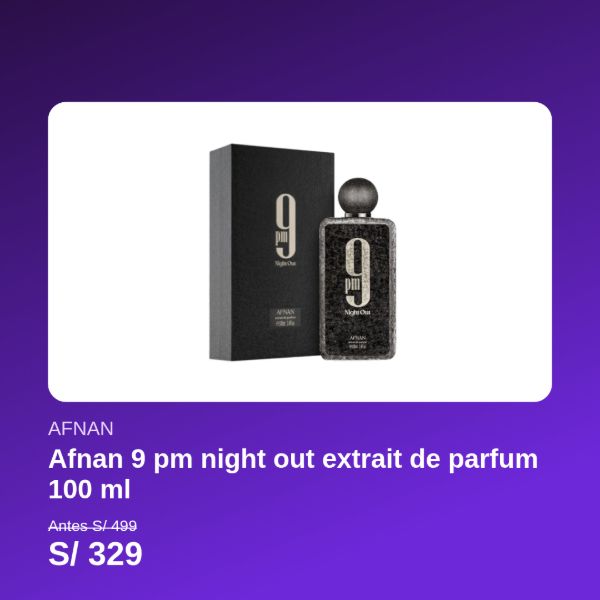 9
pm
Night Out
AFNAN
9
pm
Night Out
AFNAN
AFNAN
Afnan 9 pm night out extrait de parfum
100 ml
Antes S/ 499
S/ 329